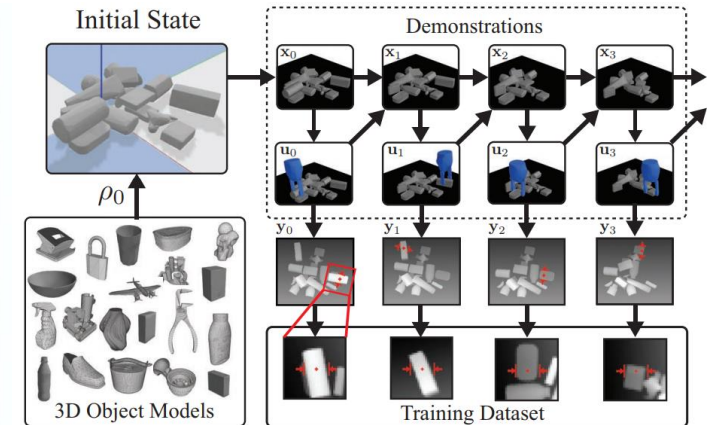 Initial State
Demonstrations
x₀ x₁ x₂ x₃
u₀ u₁ u₂ u₃
ρ₀
y₀ y₁ y₂ y₃
3D Object Models
Training Dataset